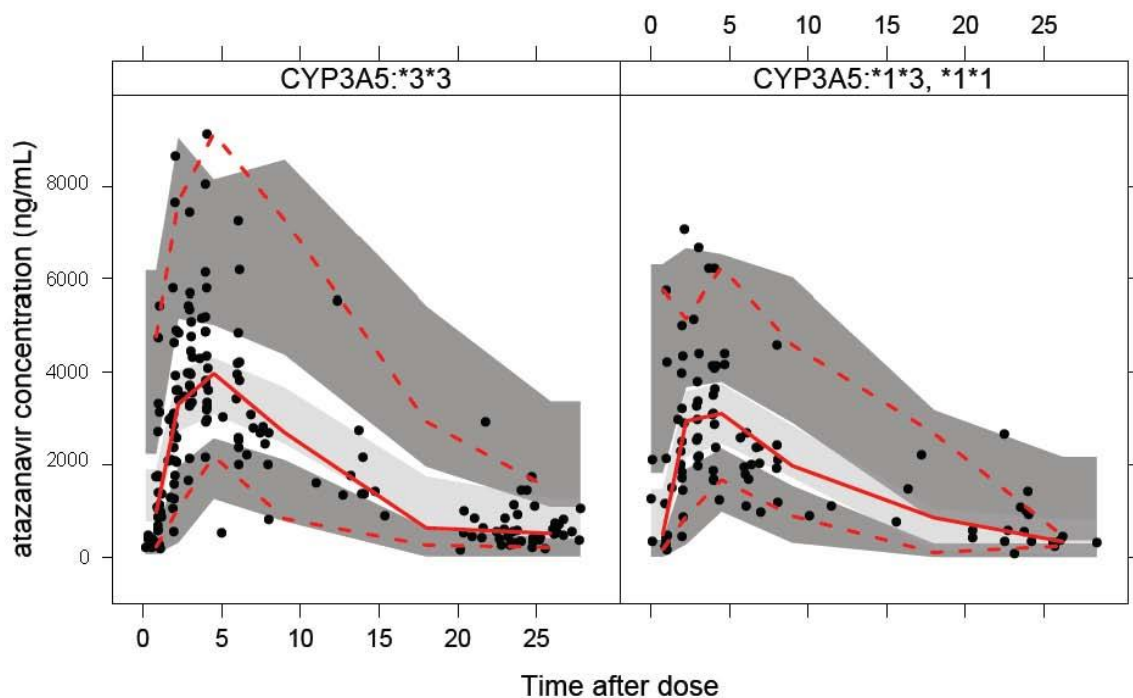 0 5 10 15 20 25
CYP3A5:*3*3 CYP3A5:*1*3, *1*1
atazanavir concentration (ng/mL)
8000
6000
4000
2000
0
0 5 10 15 20 25
Time after dose